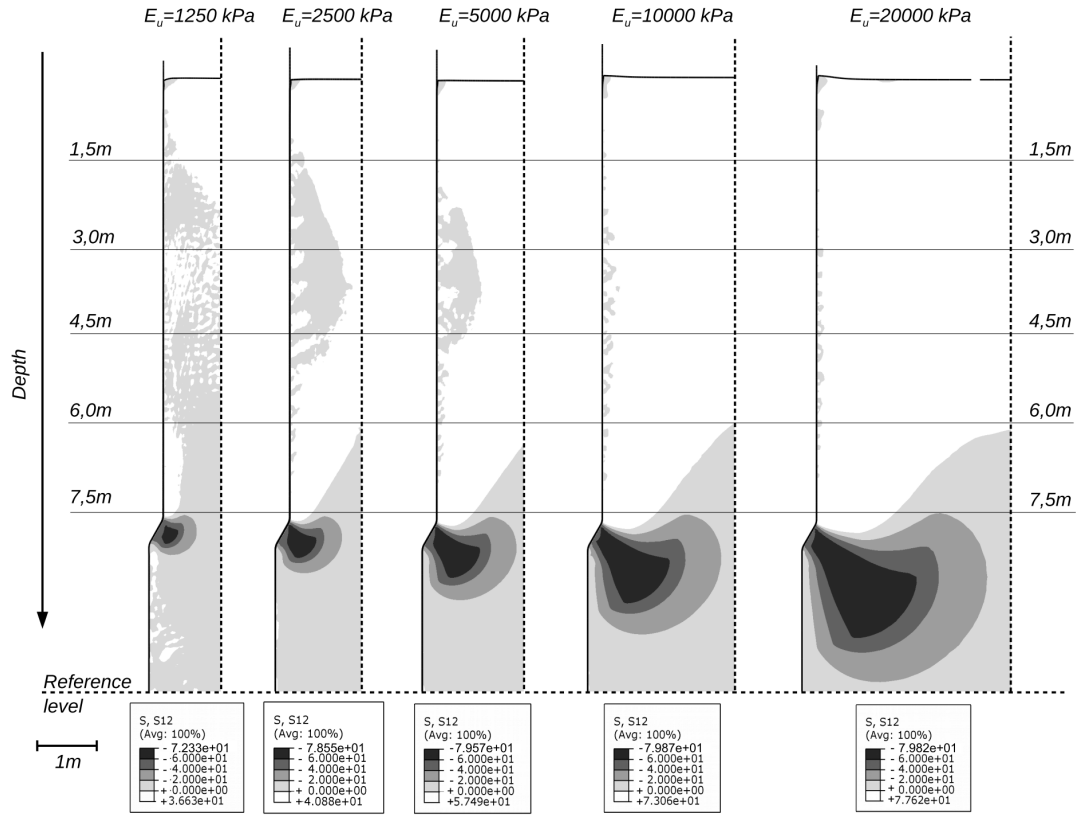 E_u=1250 kPa E_u=2500 kPa E_u=5000 kPa E_u=10000 kPa E_u=20000 kPa
1,5m 1,5m
3,0m 3,0m
4,5m 4,5m
Depth
6,0m 6,0m
7,5m 7,5m
Reference
level
1m
S, S12
(Avg: 100%)
- 7.233e+01
- 6.000e+01
- 4.000e+01
- 2.000e+01
+ 0.000e+00
+ 3.663e+01
S, S12
(Avg: 100%)
- 7.855e+01
- 6.000e+01
- 4.000e+01
- 2.000e+01
+ 0.000e+00
+4.088e+01
S, S12
(Avg: 100%)
-7.957e+01
- 6.000e+01
- 4.000e+01
- 2.000e+01
+ 0.000e+00
+5.749e+01
S, S12
(Avg: 100%)
- 7.987e+01
- 6.000e+01
- 4.000e+01
- 2.000e+01
+ 0.000e+00
+7.306e+01
S, S12
(Avg: 100%)
- 7.982e+01
- 6.000e+01
- 4.000e+01
- 2.000e+01
+ 0.000e+00
+7.762e+01